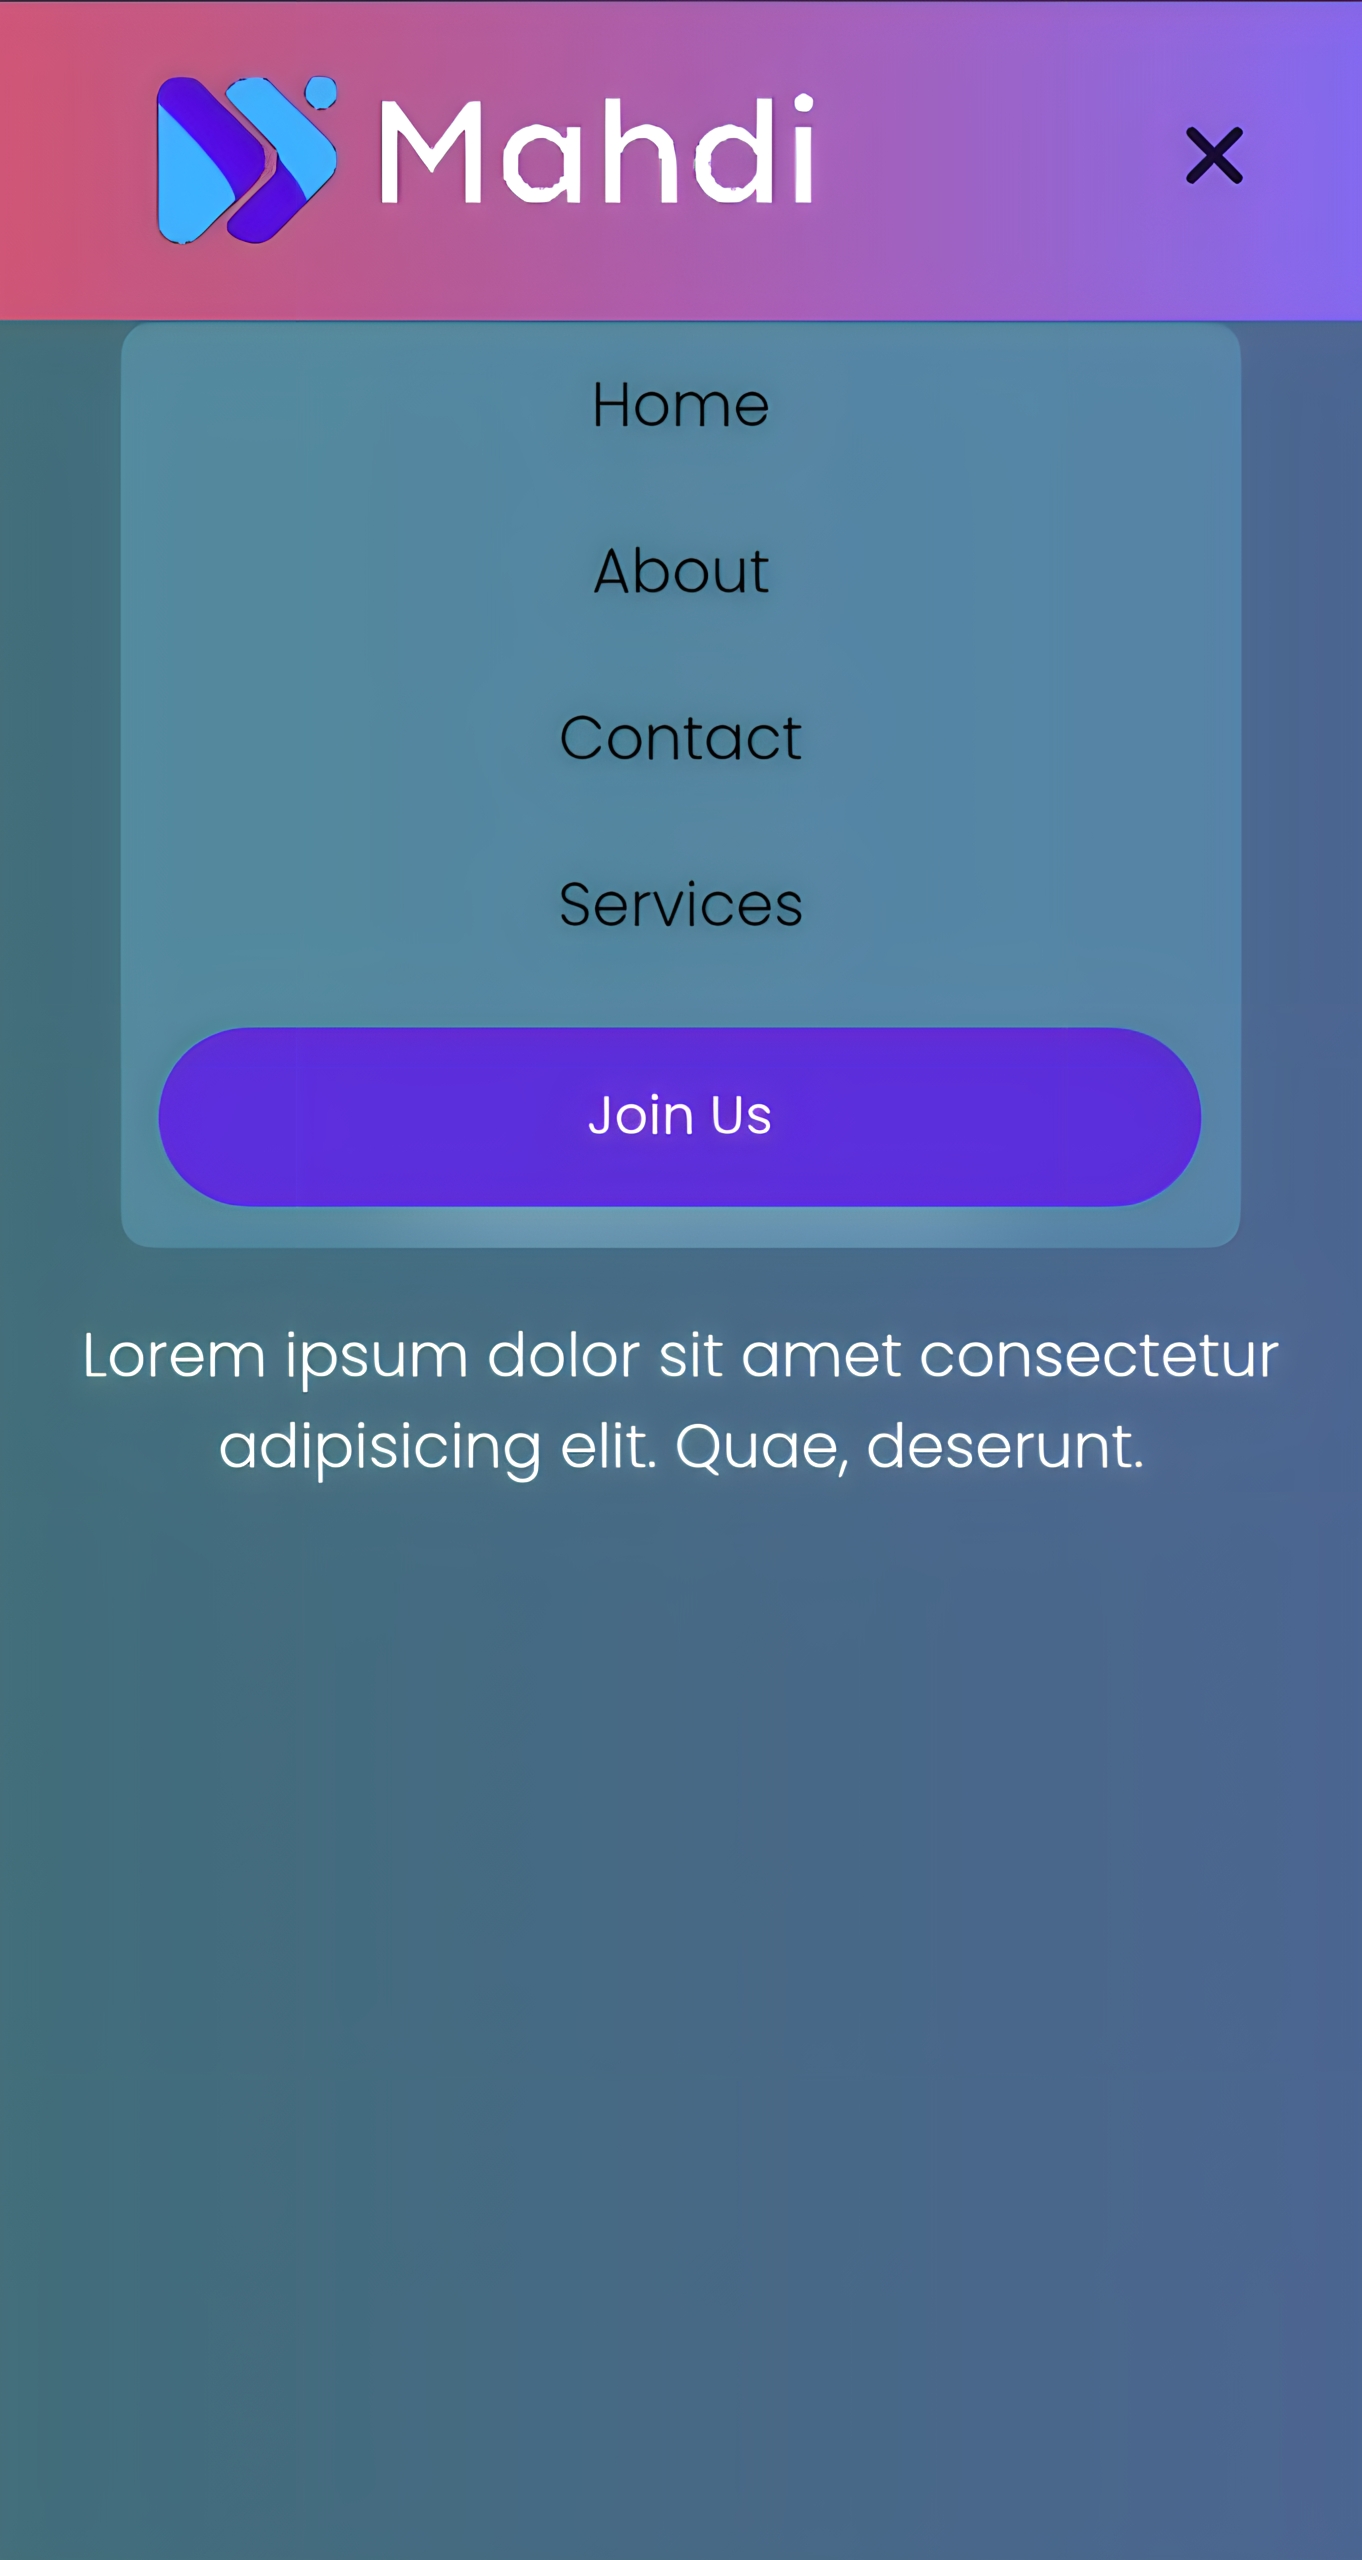 Mahdi
Home
About
Contact
Services
Join Us
Lorem ipsum dolor sit amet consectetur
adipisicing elit. Quae, deserunt.